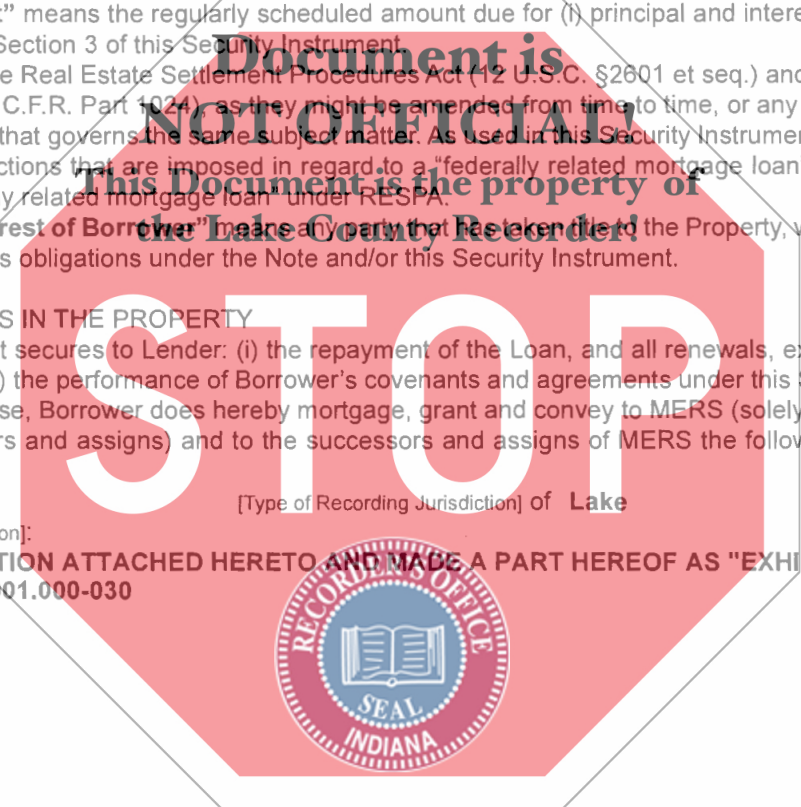 t” means the regularly scheduled amount due for (i) principal and intere
Section 3 of this Security Instrument.
Document is
e Real Estate Settlement Procedures Act (12 U.S.C. §2601 et seq.) and
C.F.R. Part 1024), as they might be amended from time to time, or any
NOT OFFICIAL!
that governs the same subject matter. As used in this Security Instrumen
ctions that are imposed in regard to a “federally related mortgage loan
This Document is the property of
y related mortgage loan” under RESPA.
rest of Borrower” means any party that has taken title to the Property, w
the Lake County Recorder!
s obligations under the Note and/or this Security Instrument.
S IN THE PROPERTY
t secures to Lender: (i) the repayment of the Loan, and all renewals, ex
) the performance of Borrower’s covenants and agreements under this S
se, Borrower does hereby mortgage, grant and convey to MERS (solely
rs and assigns) and to the successors and assigns of MERS the follow
STOP
[Type of Recording Jurisdiction] of Lake
on]:
TION ATTACHED HERETO AND MADE A PART HEREOF AS "EXHI
01.000-030
RECORDER'S OFFICE
SEAL
INDIANA